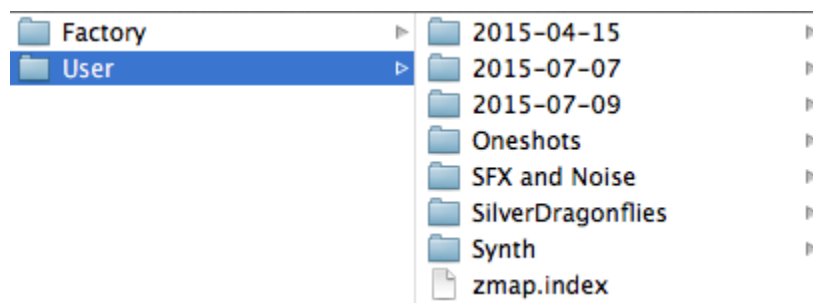 Factory
User
2015-04-15
2015-07-07
2015-07-09
Oneshots
SFX and Noise
SilverDragonflies
Synth
zmap.index